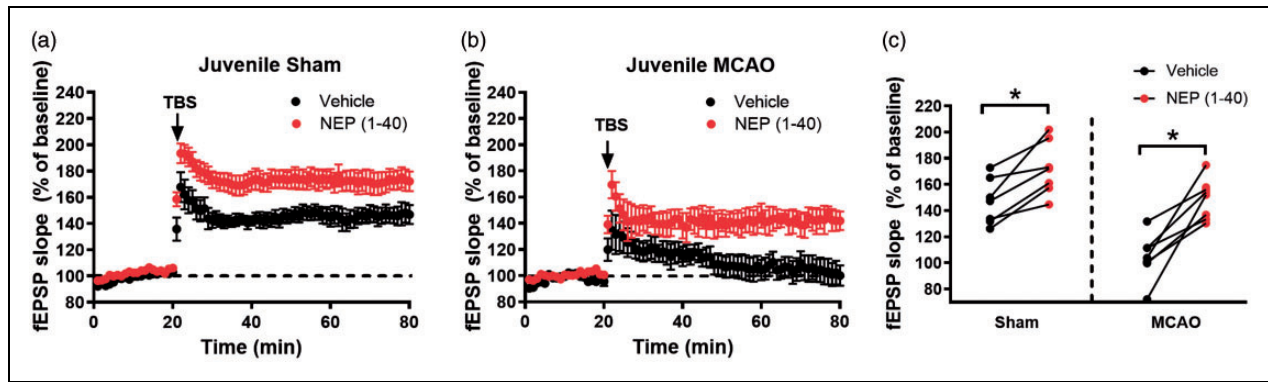 (a)
Juvenile Sham
fEPSP slope (% of baseline)
240
220
200
180
160
140
120
100
80
TBS
Vehicle
NEP (1-40)
0
20
40
60
80
Time (min)
(b)
Juvenile MCAO
fEPSP slope (% of baseline)
240
220
200
180
160
140
120
100
80
TBS
Vehicle
NEP (1-40)
0
20
40
60
80
Time (min)
(c)
Vehicle
NEP (1-40)
fEPSP slope (% of baseline)
220
200
180
160
140
120
100
80
*
*
Sham
MCAO